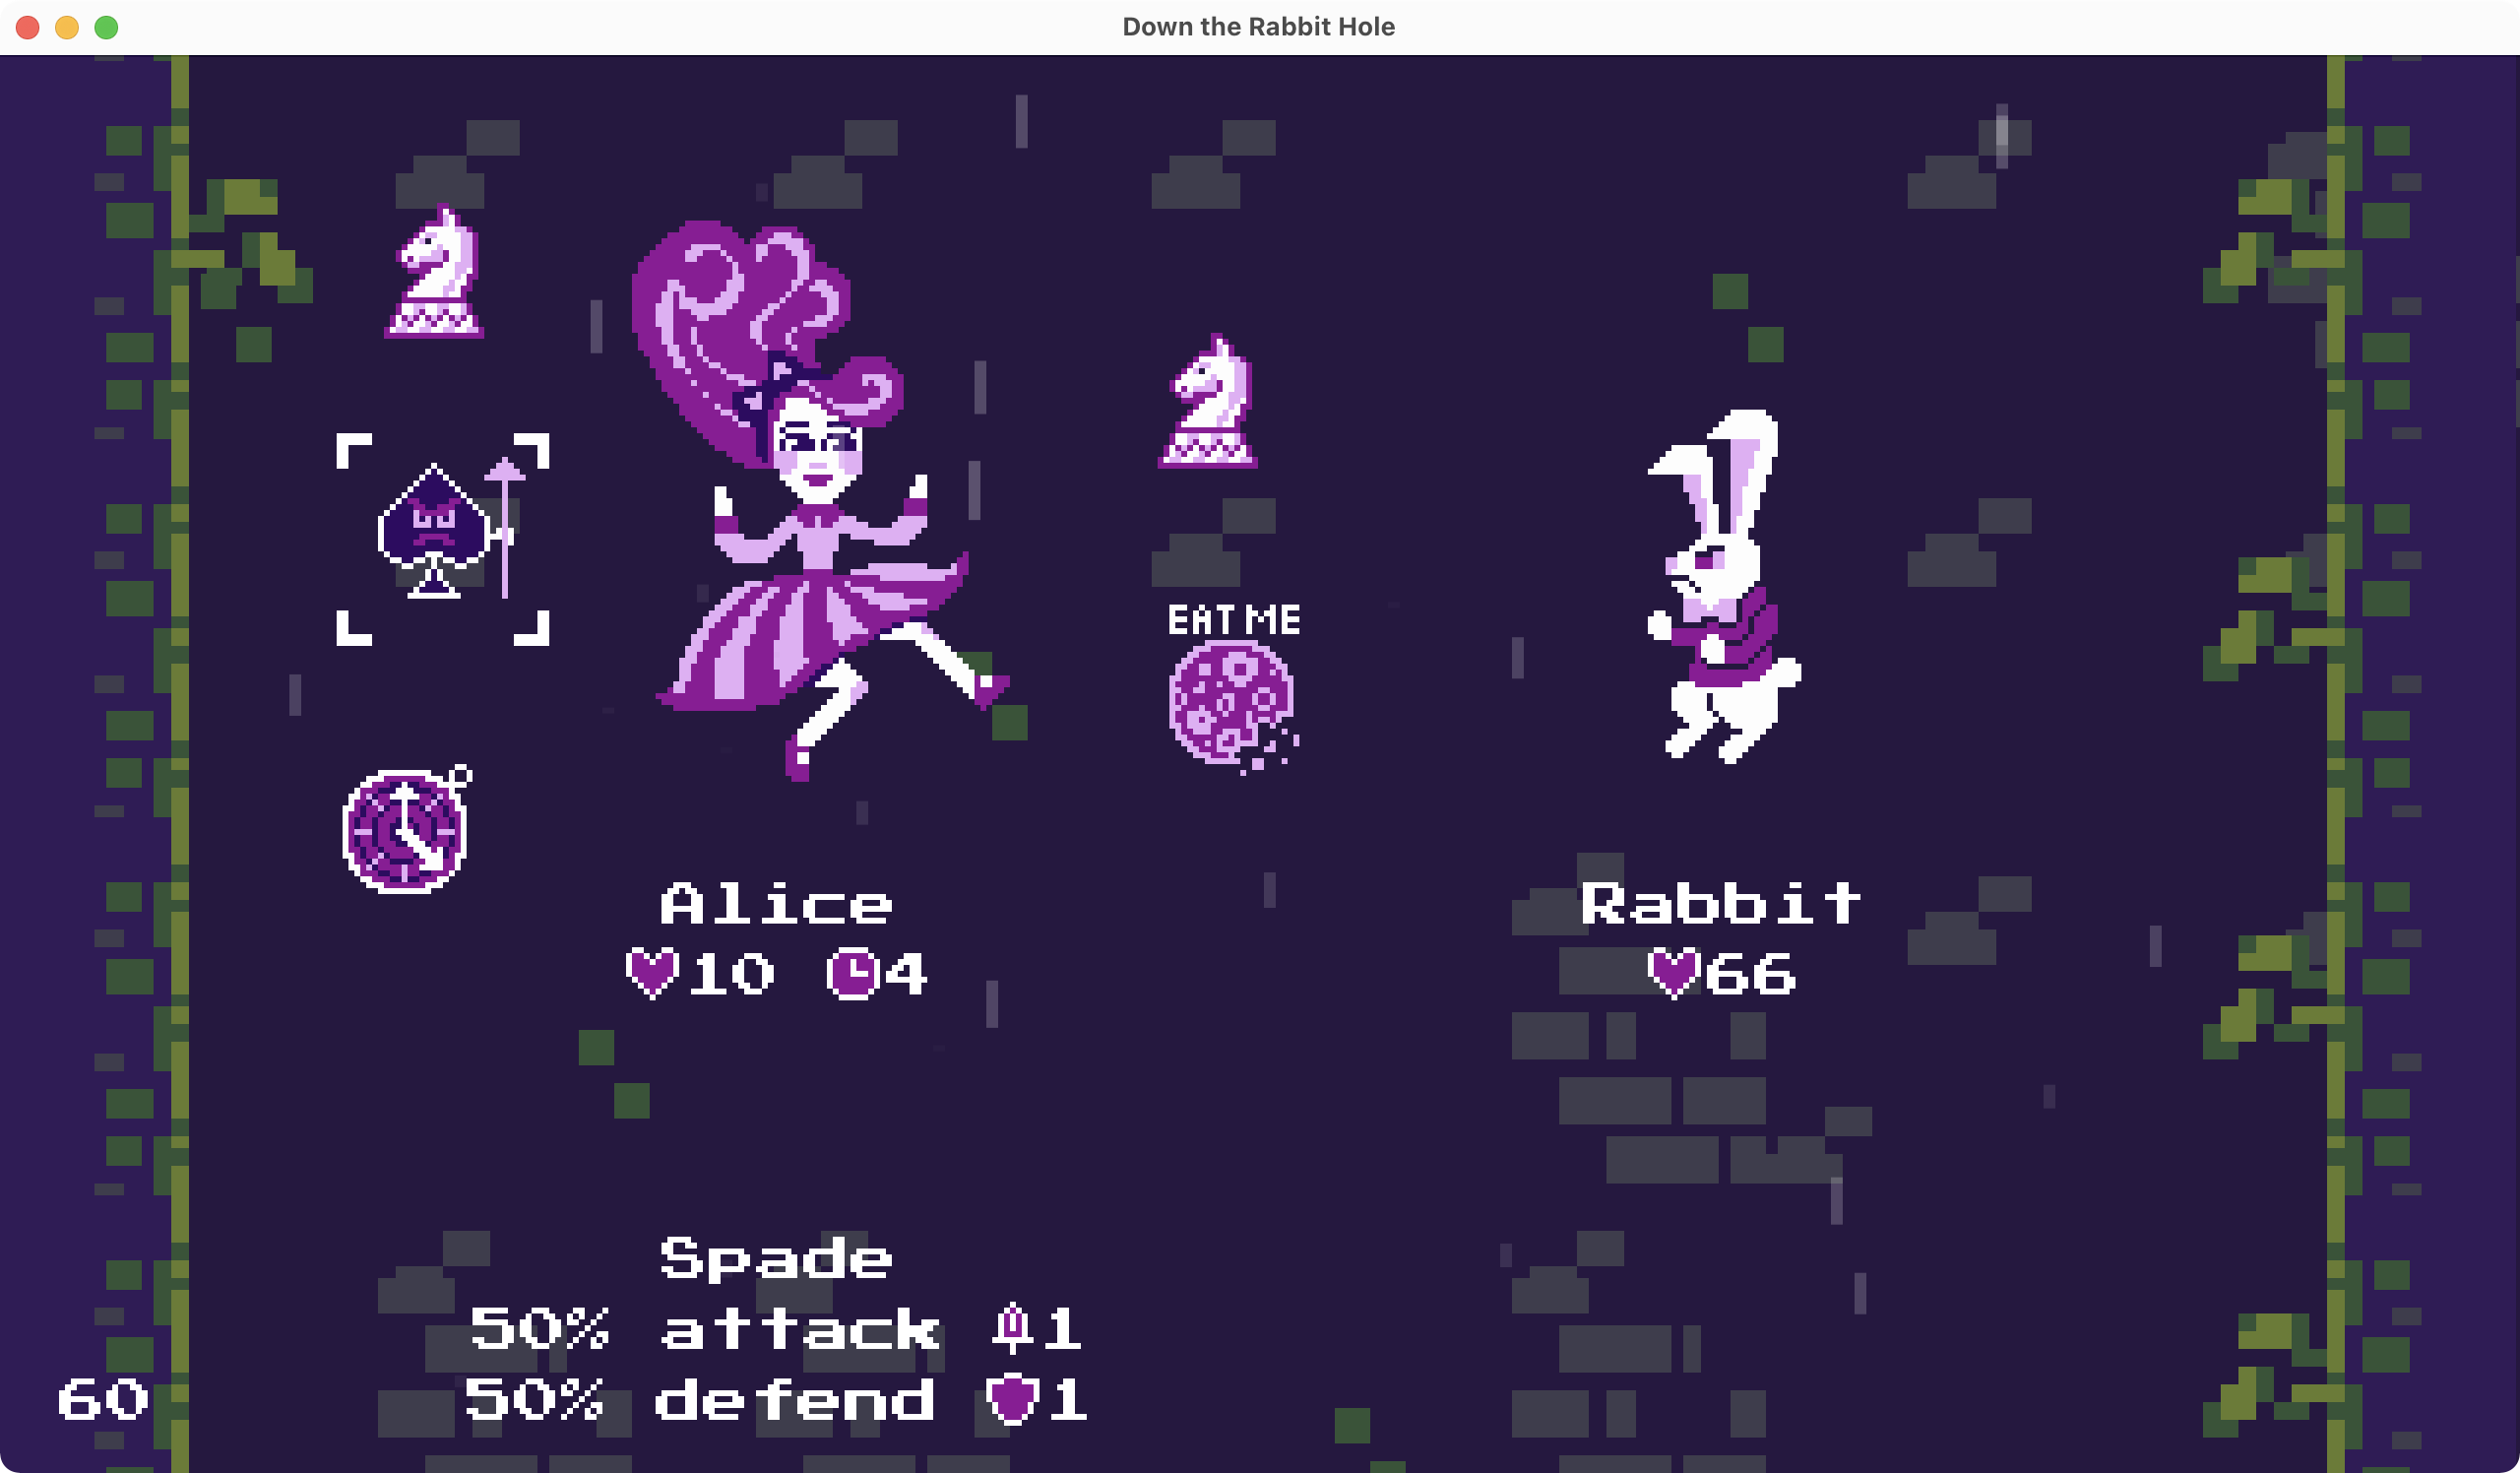 Down the Rabbit Hole
EAT ME
Alice
10 4
Rabbit
66
Spade
50% attack 1
50% defend 1
60